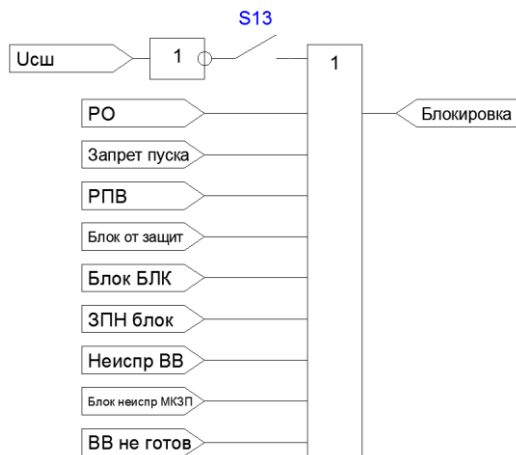 S13
Uсш
1
1
РО
Блокировка
Запрет пуска
РПВ
Блок от защит
Блок БЛК
ЗПН блок
Неиспр ВВ
Блок неиспр МКЗП
ВВ не готов